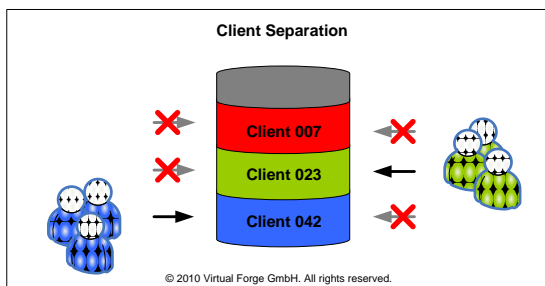 Client Separation
Client 007
Client 023
Client 042
© 2010 Virtual Forge GmbH. All rights reserved.